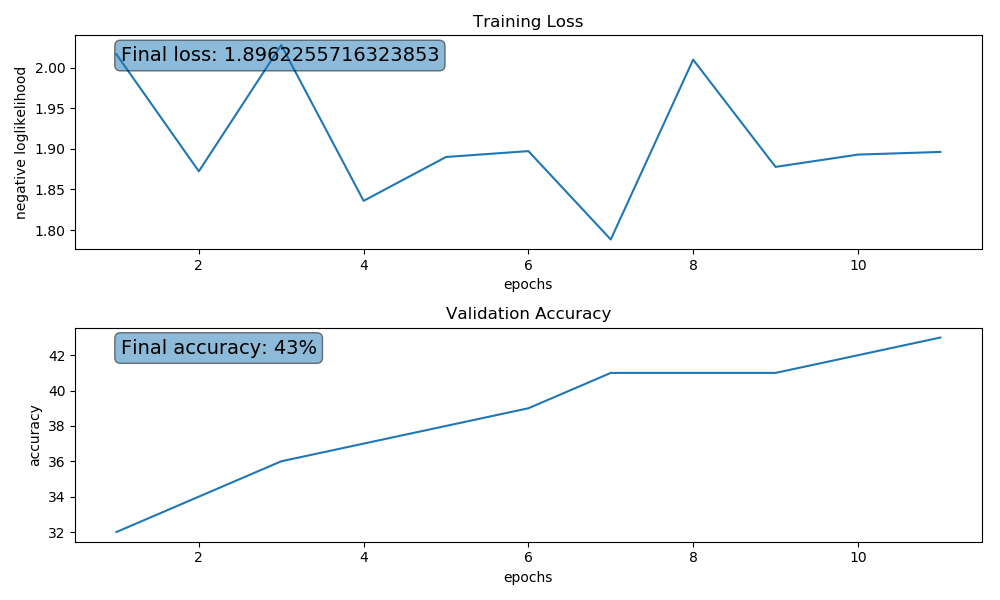 Training Loss
Final loss: 1.8962255716323853
negative loglikelihood
2.00
1.95
1.90
1.85
1.80
2 4 6 8 10
epochs
Validation Accuracy
Final accuracy: 43%
accuracy
42
40
38
36
34
32
2 4 6 8 10
epochs